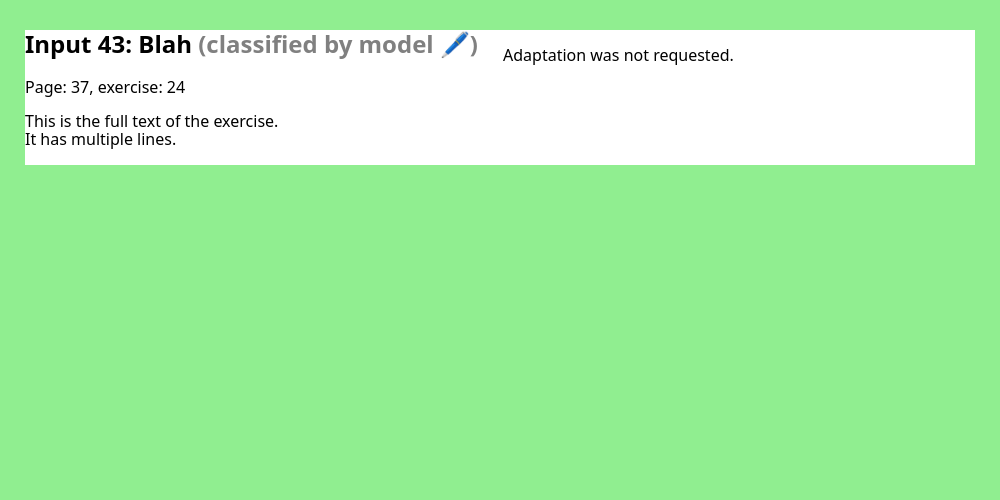 Input 43: Blah (classified by model 🖊️)
Page: 37, exercise: 24
This is the full text of the exercise.
It has multiple lines.
Adaptation was not requested.